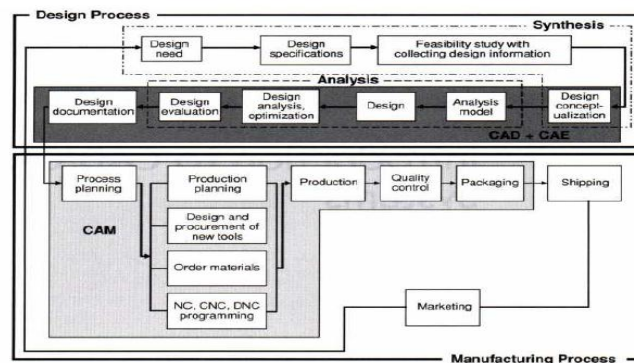 Design Process
Synthesis
Design
need
Design
specifications
Feasibility study with
collecting design information
Analysis
Design
documentation
Design
evaluation
Design
analysis,
optimization
Design
Analysis
model
Design
concept-
ualization
CAD + CAE
Process
planning
Production
planning
Production
Quality
control
Packaging
Shipping
CAM
Design and
procurement of
new tools
Order materials
NC, CNC, DNC
programming
Marketing
Manufacturing Process